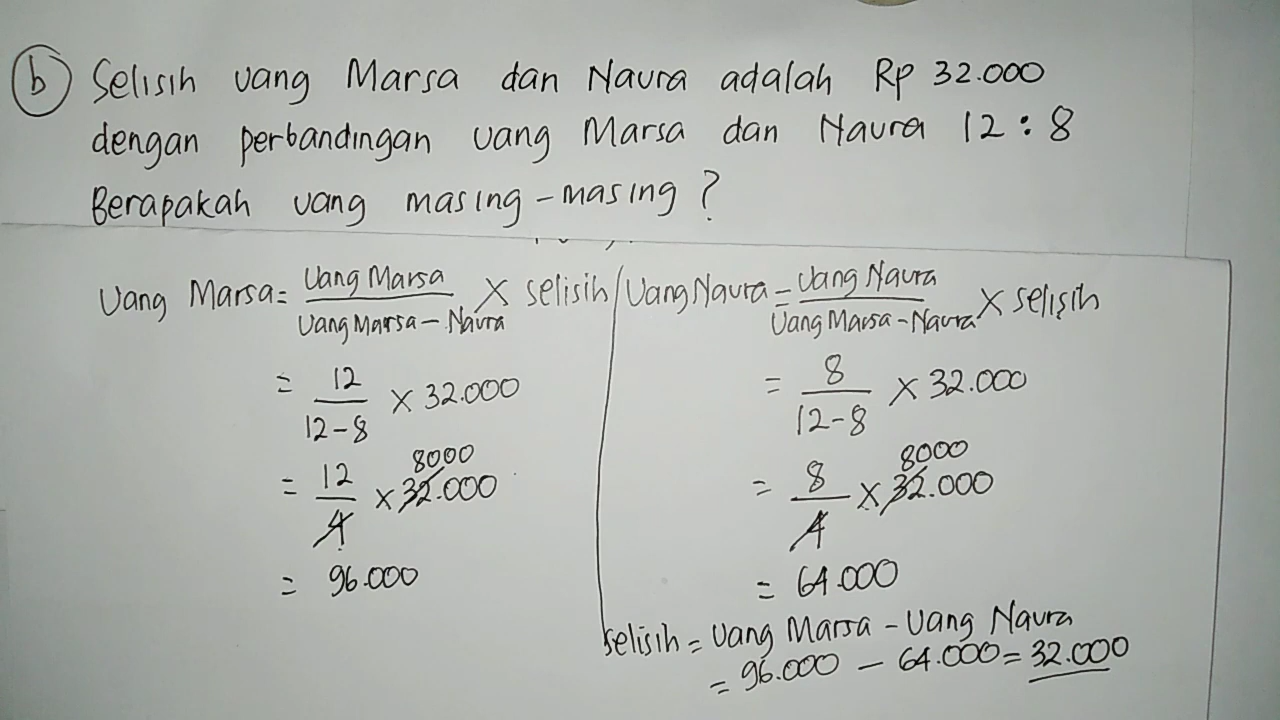 b Selisih uang Marsa dan Naura adalah Rp 32.000
dengan perbandingan uang Marsa dan Naura 12 : 8
Berapakah uang masing - masing ?
Uang Marsa = Uang Marsa / Uang Marsa - Naura X selisih
= 12 / 12-8 x 32.000
= 12 / 4 x 32.000 8000
= 96.000
Uang Naura = Uang Naura / Uang Marsa - Naura X selisih
= 8 / 12-8 x 32.000
= 8 / 4 x 32.000 8000
= 64.000
selisih = Uang Marsa - Uang Naura
= 96.000 - 64.000 = 32.000